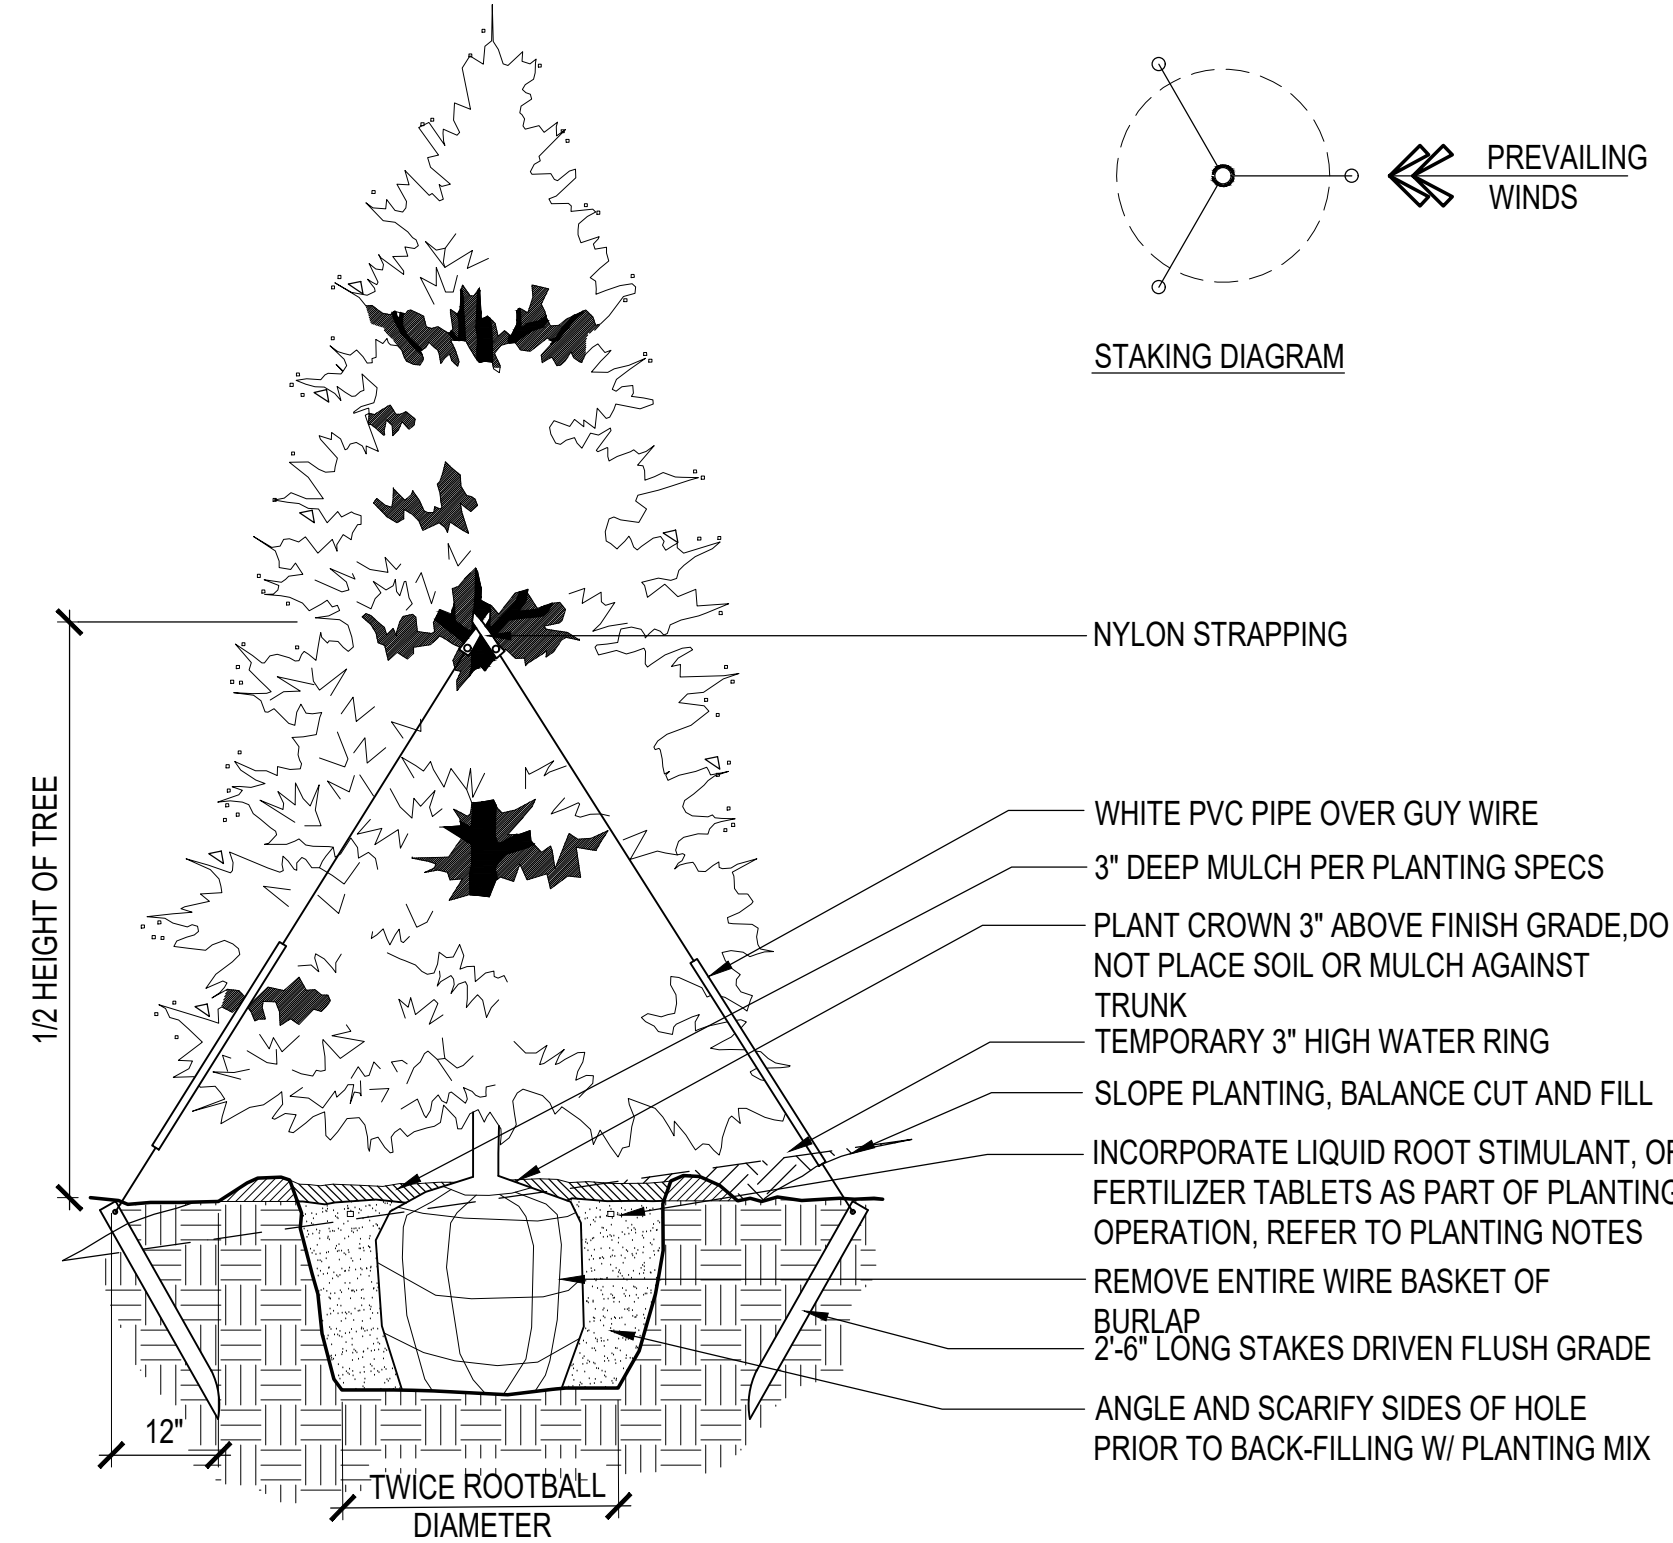 PREVAILING
WINDS
STAKING DIAGRAM
NYLON STRAPPING
1/2 HEIGHT OF TREE
WHITE PVC PIPE OVER GUY WIRE
3" DEEP MULCH PER PLANTING SPECS
PLANT CROWN 3" ABOVE FINISH GRADE,DO
NOT PLACE SOIL OR MULCH AGAINST
TRUNK
TEMPORARY 3" HIGH WATER RING
SLOPE PLANTING, BALANCE CUT AND FILL
INCORPORATE LIQUID ROOT STIMULANT,
FERTILIZER TABLETS AS PART OF PLANTING
OPERATION, REFER TO PLANTING NOTES
REMOVE ENTIRE WIRE BASKET OF
BURLAP
2'-6" LONG STAKES DRIVEN FLUSH GRADE
ANGLE AND SCARIFY SIDES OF HOLE
PRIOR TO BACK-FILLING W/ PLANTING MIX
12"
TWICE ROOTBALL
DIAMETER